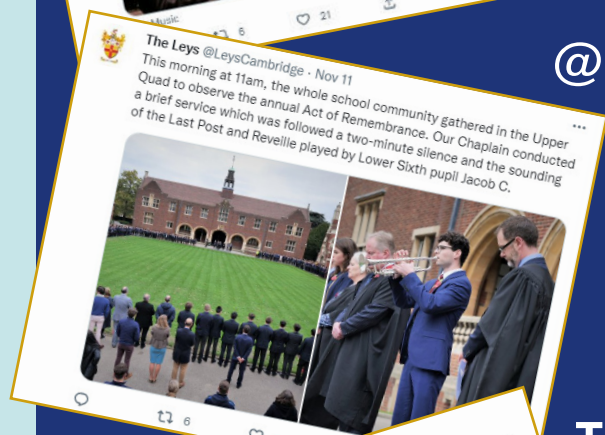 Music
6
21
@
The Leys @LeysCambridge · Nov 11
This morning at 11am, the whole school community gathered in the Upper
Quad to observe the annual Act of Remembrance. Our Chaplain conducted
a brief service which was followed a two-minute silence and the sounding
of the Last Post and Reveille played by Lower Sixth pupil Jacob C.
6
T